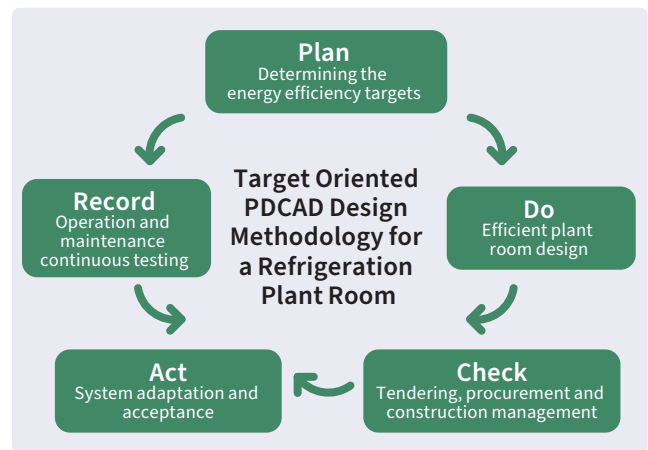 Plan
Determining the
energy efficiency targets
Record
Operation and
maintenance
continuous testing
Target Oriented
PDCAD Design
Methodology for
a Refrigeration
Plant Room
Do
Efficient plant
room design
Act
System adaptation and
acceptance
Check
Tendering, procurement and
construction management